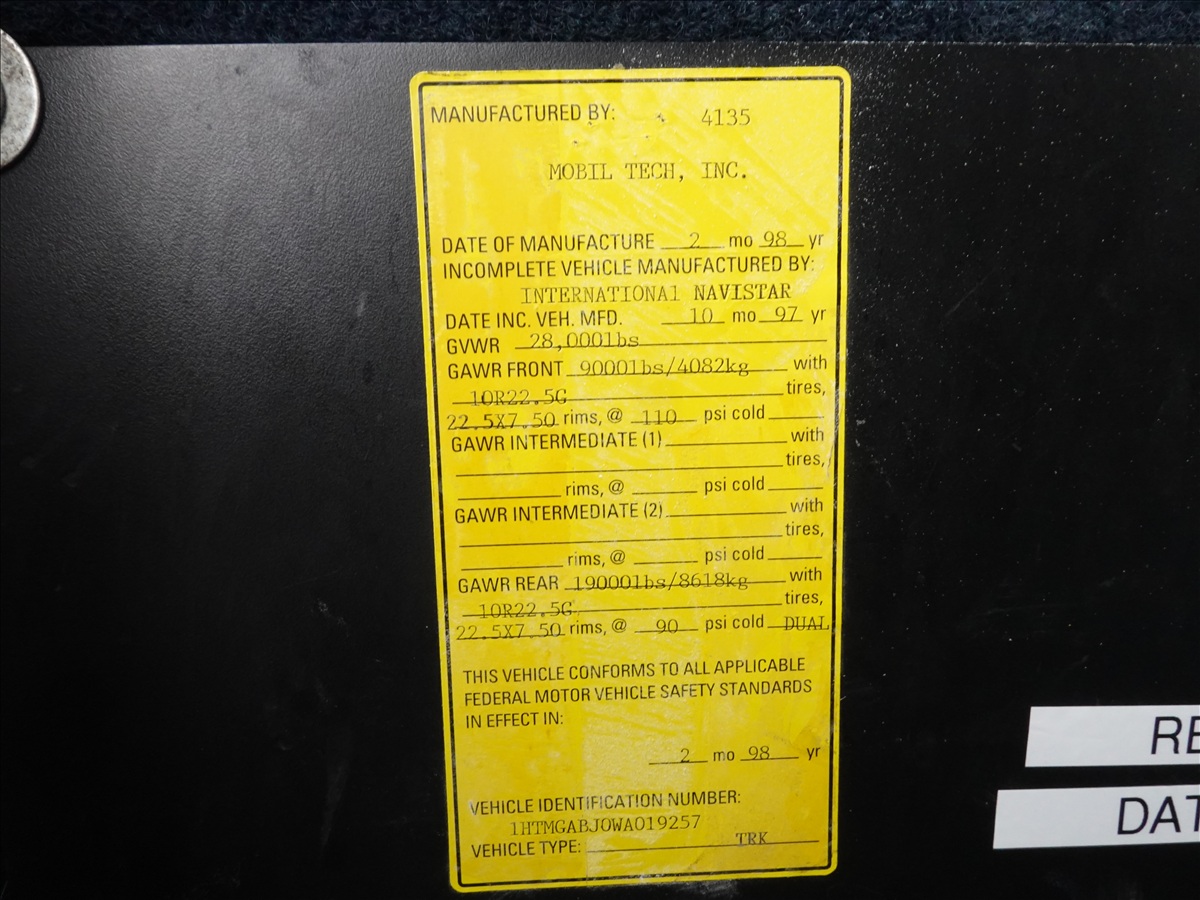 MANUFACTURED BY: 4135
MOBIL TECH, INC.
DATE OF MANUFACTURE 2 mo 98 yr
INCOMPLETE VEHICLE MANUFACTURED BY:
INTERNATIONAl NAVISTAR
DATE INC. VEH. MFD. 10 mo 97 yr
GVWR 28,000lbs
GAWR FRONT 9000lbs/4082kg with
10R22.5G tires,
22.5X7.50 rims, @ 110 psi cold
GAWR INTERMEDIATE (1) with
tires,
rims, @ psi cold
GAWR INTERMEDIATE (2) with
tires,
rims, @ psi cold
GAWR REAR 19000lbs/8618kg with
10R22.5G tires,
22.5X7.50 rims, @ 90 psi cold DUAL
THIS VEHICLE CONFORMS TO ALL APPLICABLE
FEDERAL MOTOR VEHICLE SAFETY STANDARDS
IN EFFECT IN:
2 mo 98 yr
VEHICLE IDENTIFICATION NUMBER:
1HTMGABJ0WA019257
VEHICLE TYPE: TRK
RE
DAT